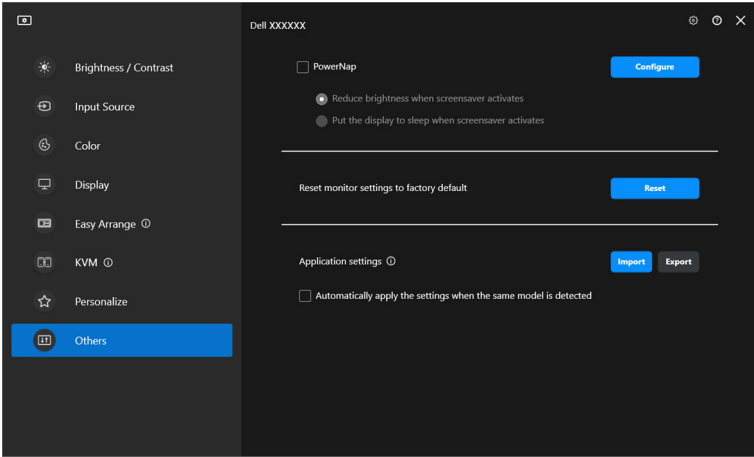 Dell XXXXXX
Brightness / Contrast
Input Source
Color
Display
Easy Arrange
KVM
Personalize
Others
PowerNap
Configure
Reduce brightness when screensaver activates
Put the display to sleep when screensaver activates
Reset monitor settings to factory default
Reset
Application settings
Import
Export
Automatically apply the settings when the same model is detected